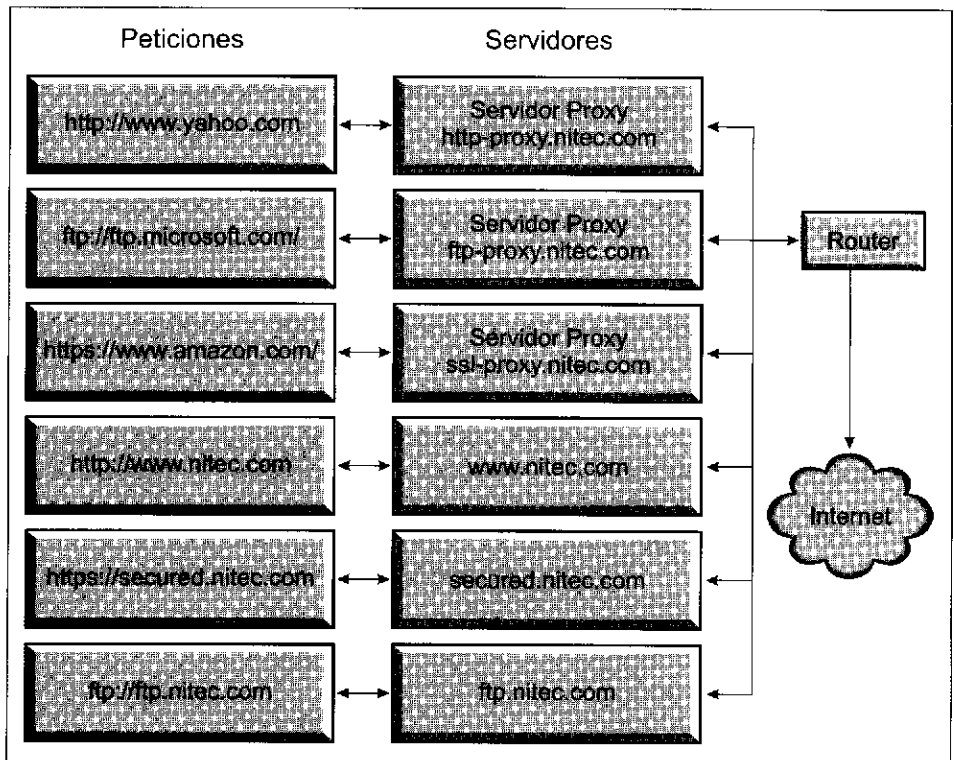 Peticiones
Servidores
http://www.yahoo.com
Servidor Proxy
http-proxy.nitec.com
ftp://ftp.microsoft.com/
Servidor Proxy
ftp-proxy.nitec.com
Router
https://www.amazon.com/
Servidor Proxy
ssl-proxy.nitec.com
http://www.nitec.com
www.nitec.com
Internet
https://secured.nitec.com
secured.nitec.com
ftp://ftp.nitec.com
ftp.nitec.com